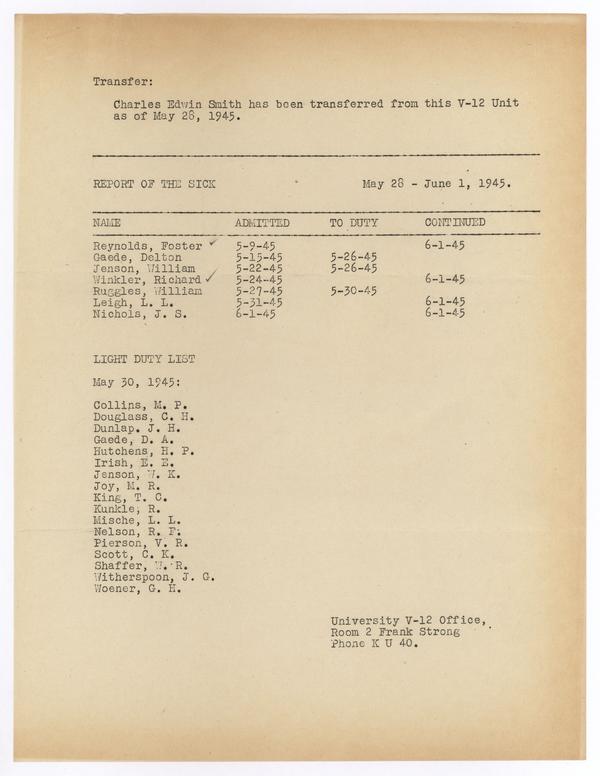 Transfer:
Charles Edwin Smith has been transferred from this V-12 Unit
as of May 28, 1945.
REPORT OF THE SICK May 28 - June 1, 1945.
NAME ADMITTED TO DUTY CONTINUED
Reynolds, Foster ✓ 5-9-45 6-1-45
Gaede, Delton 5-15-45 5-26-45
Jenson, William 5-22-45 5-26-45
Winkler, Richard ✓ 5-24-45 6-1-45
Ruggles, William 5-27-45 5-30-45
Leigh, L. L. 5-31-45 6-1-45
Nichols, J. S. 6-1-45 6-1-45
LIGHT DUTY LIST
May 30, 1945:
Collins, M. P.
Douglass, C. H.
Dunlap. J. H.
Gaede, D. A.
Hutchens, H. P.
Irish, E. E.
Jenson, W. K.
Joy, M. R.
King, T. C.
Kunkle, R.
Mische, L. L.
Nelson, R. F.
Pierson, V. R.
Scott, C. K.
Shaffer, W. R.
Witherspoon, J. G.
Woener, G. H.
University V-12 Office,
Room 2 Frank Strong
Phone K U 40.